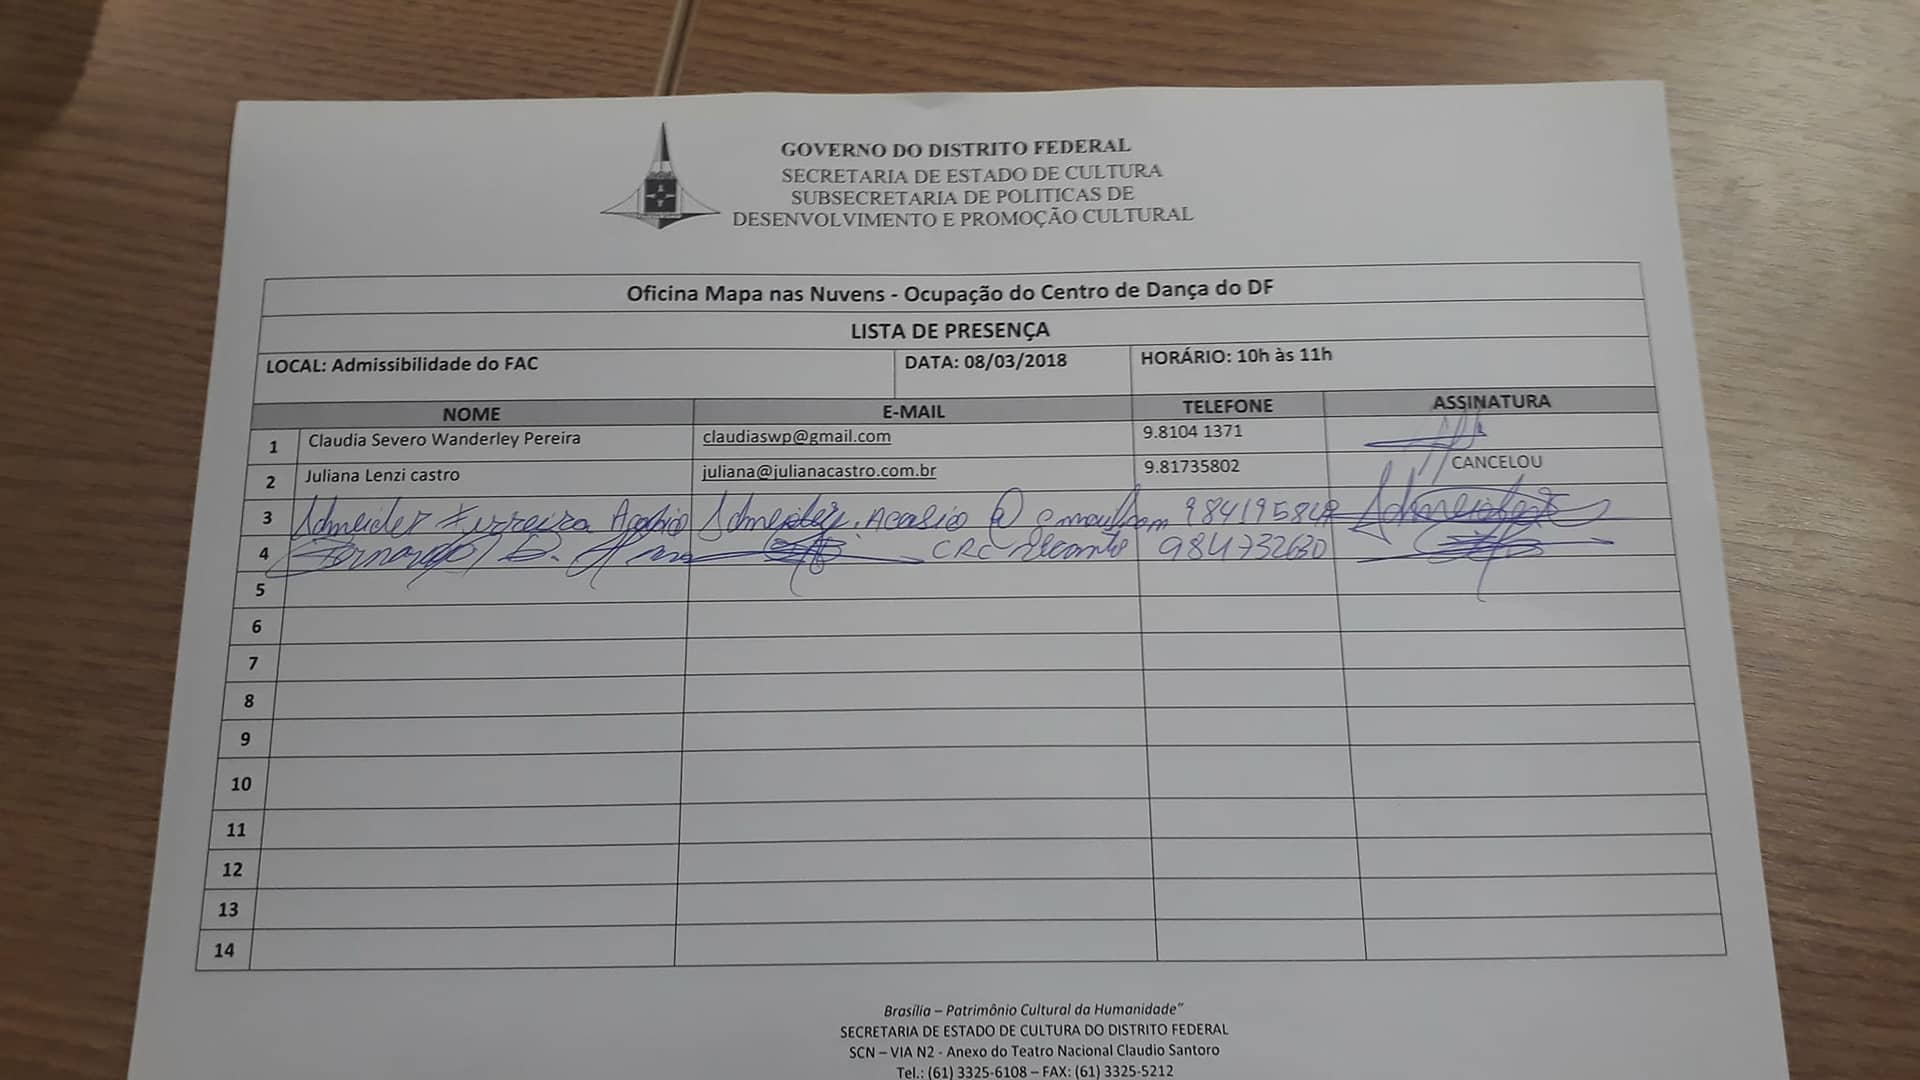 GOVERNO DO DISTRITO FEDERAL
SECRETARIA DE ESTADO DE CULTURA
SUBSECRETARIA DE POLITICAS DE
DESENVOLVIMENTO E PROMOÇÃO CULTURAL
Oficina Mapa nas Nuvens - Ocupação do Centro de Dança do DF
LISTA DE PRESENÇA
LOCAL: Admissibilidade do FAC DATA: 08/03/2018 HORÁRIO: 10h às 11h
NOME E-MAIL TELEFONE ASSINATURA
1 Claudia Severo Wanderley Pereira claudiaswp@gmail.com 9.8104 1371
2 Juliana Lenzi castro juliana@julianacastro.com.br 9.81735802 CANCELOU
3 Schneider Ferreira
4 Fernando CRC 984732630
5
6
7
8
9
10
11
12
13
14
Brasília – Patrimônio Cultural da Humanidade”
SECRETARIA DE ESTADO DE CULTURA DO DISTRITO FEDERAL
SCN – VIA N2 - Anexo do Teatro Nacional Claudio Santoro
Tel.: (61) 3325-6108 – FAX: (61) 3325-5212